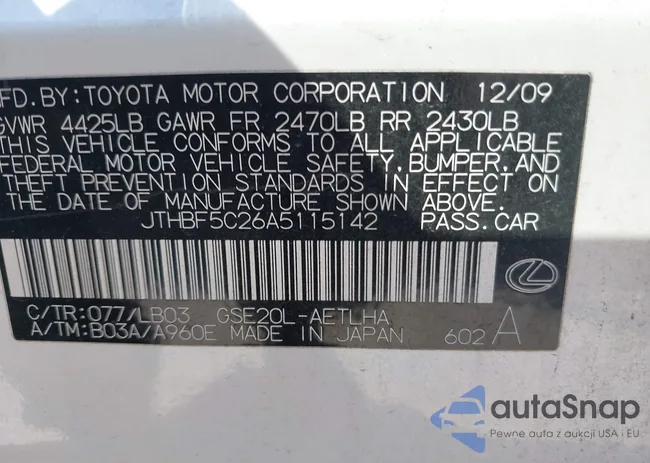 MFD. BY: TOYOTA MOTOR CORPORATION 12/09
GVWR 4425LB GAWR FR 2470LB RR 2430LB
THIS VEHICLE CONFORMS TO ALL APPLICABLE
FEDERAL MOTOR VEHICLE SAFETY, BUMPER, AND
THEFT PREVENTION STANDARDS IN EFFECT ON
THE DATE OF MANUFACTURE SHOWN ABOVE.
JTHBF5C26A5115142 PASS. CAR
C/TR: 077/LB03 GSE20L-AETLHA
A/TM: B03A/A960E MADE IN JAPAN 602 A
autoSnap
Pewne auta z aukcji USA i EU